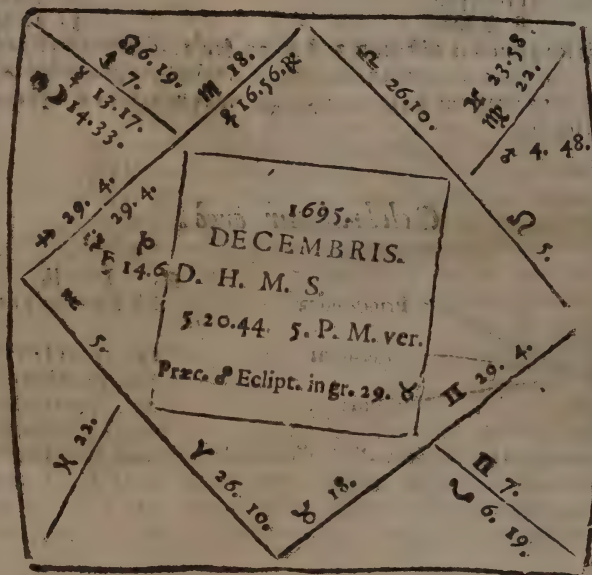 ☊ 6. 19.
♐ 7.
☿ 13. 17.
☽ 14. 33.
♏ 18.
♀ 16. 56. ℞
♎ 26. 10.
♃ 23. 58.
♍ 22.
♂ 4. 48.
♐ 29. 4.
29. 4.
♑
14. 6
♌ 5.
1695.
DECEMBRIS.
D. H. M. S.
5. 20. 44. 5. P. M. ver.
Præc. ☍ Eclipt. in gr. 29. ♉
♒ 5.
♊ 29. 4.
♓ 22.
♈ 26. 10.
♉ 18.
♊ 7.
☋ 6. 19.